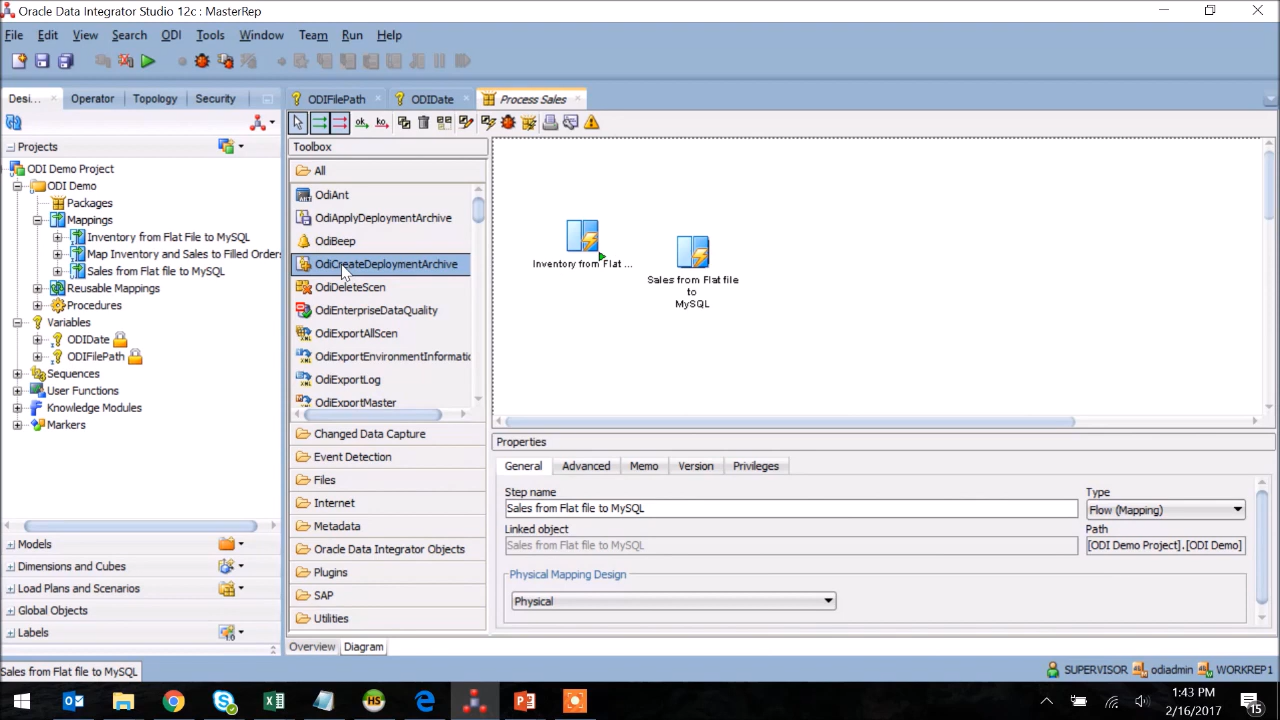 Oracle Data Integrator Studio 12c : MasterRep
File Edit View Search ODI Tools Window Team Run Help
Desi... Operator Topology Security
ODIFilePath ODIDate Process Sales
ok ko
Projects
Toolbox
ODI Demo Project
ODI Demo
Packages
Mappings
Inventory from Flat File to MySQL
Map Inventory and Sales to Filled Orders
Sales from Flat file to MySQL
Reusable Mappings
Procedures
Variables
ODIDate
ODIFilePath
Sequences
User Functions
Knowledge Modules
Markers
Models
Dimensions and Cubes
Load Plans and Scenarios
Global Objects
Labels
All
OdiAnt
OdiApplyDeploymentArchive
OdiBeep
OdiCreateDeploymentArchive
OdiDeleteScen
OdiEnterpriseDataQuality
OdiExportAllScen
OdiExportEnvironmentInformatic
OdiExportLog
OdiExportMaster
Changed Data Capture
Event Detection
Files
Internet
Metadata
Oracle Data Integrator Objects
Plugins
SAP
Utilities
Inventory from Flat ...
Sales from Flat file
to
MySQL
Properties
General Advanced Memo Version Privileges
Step name Type
Sales from Flat file to MySQL Flow (Mapping)
Linked object Path
Sales from Flat file to MySQL [ODI Demo Project].[ODI Demo]
Physical Mapping Design
Physical
Overview Diagram
Sales from Flat file to MySQL
SUPERVISOR odiadmin WORKREP1
1:43 PM
2/16/2017
15